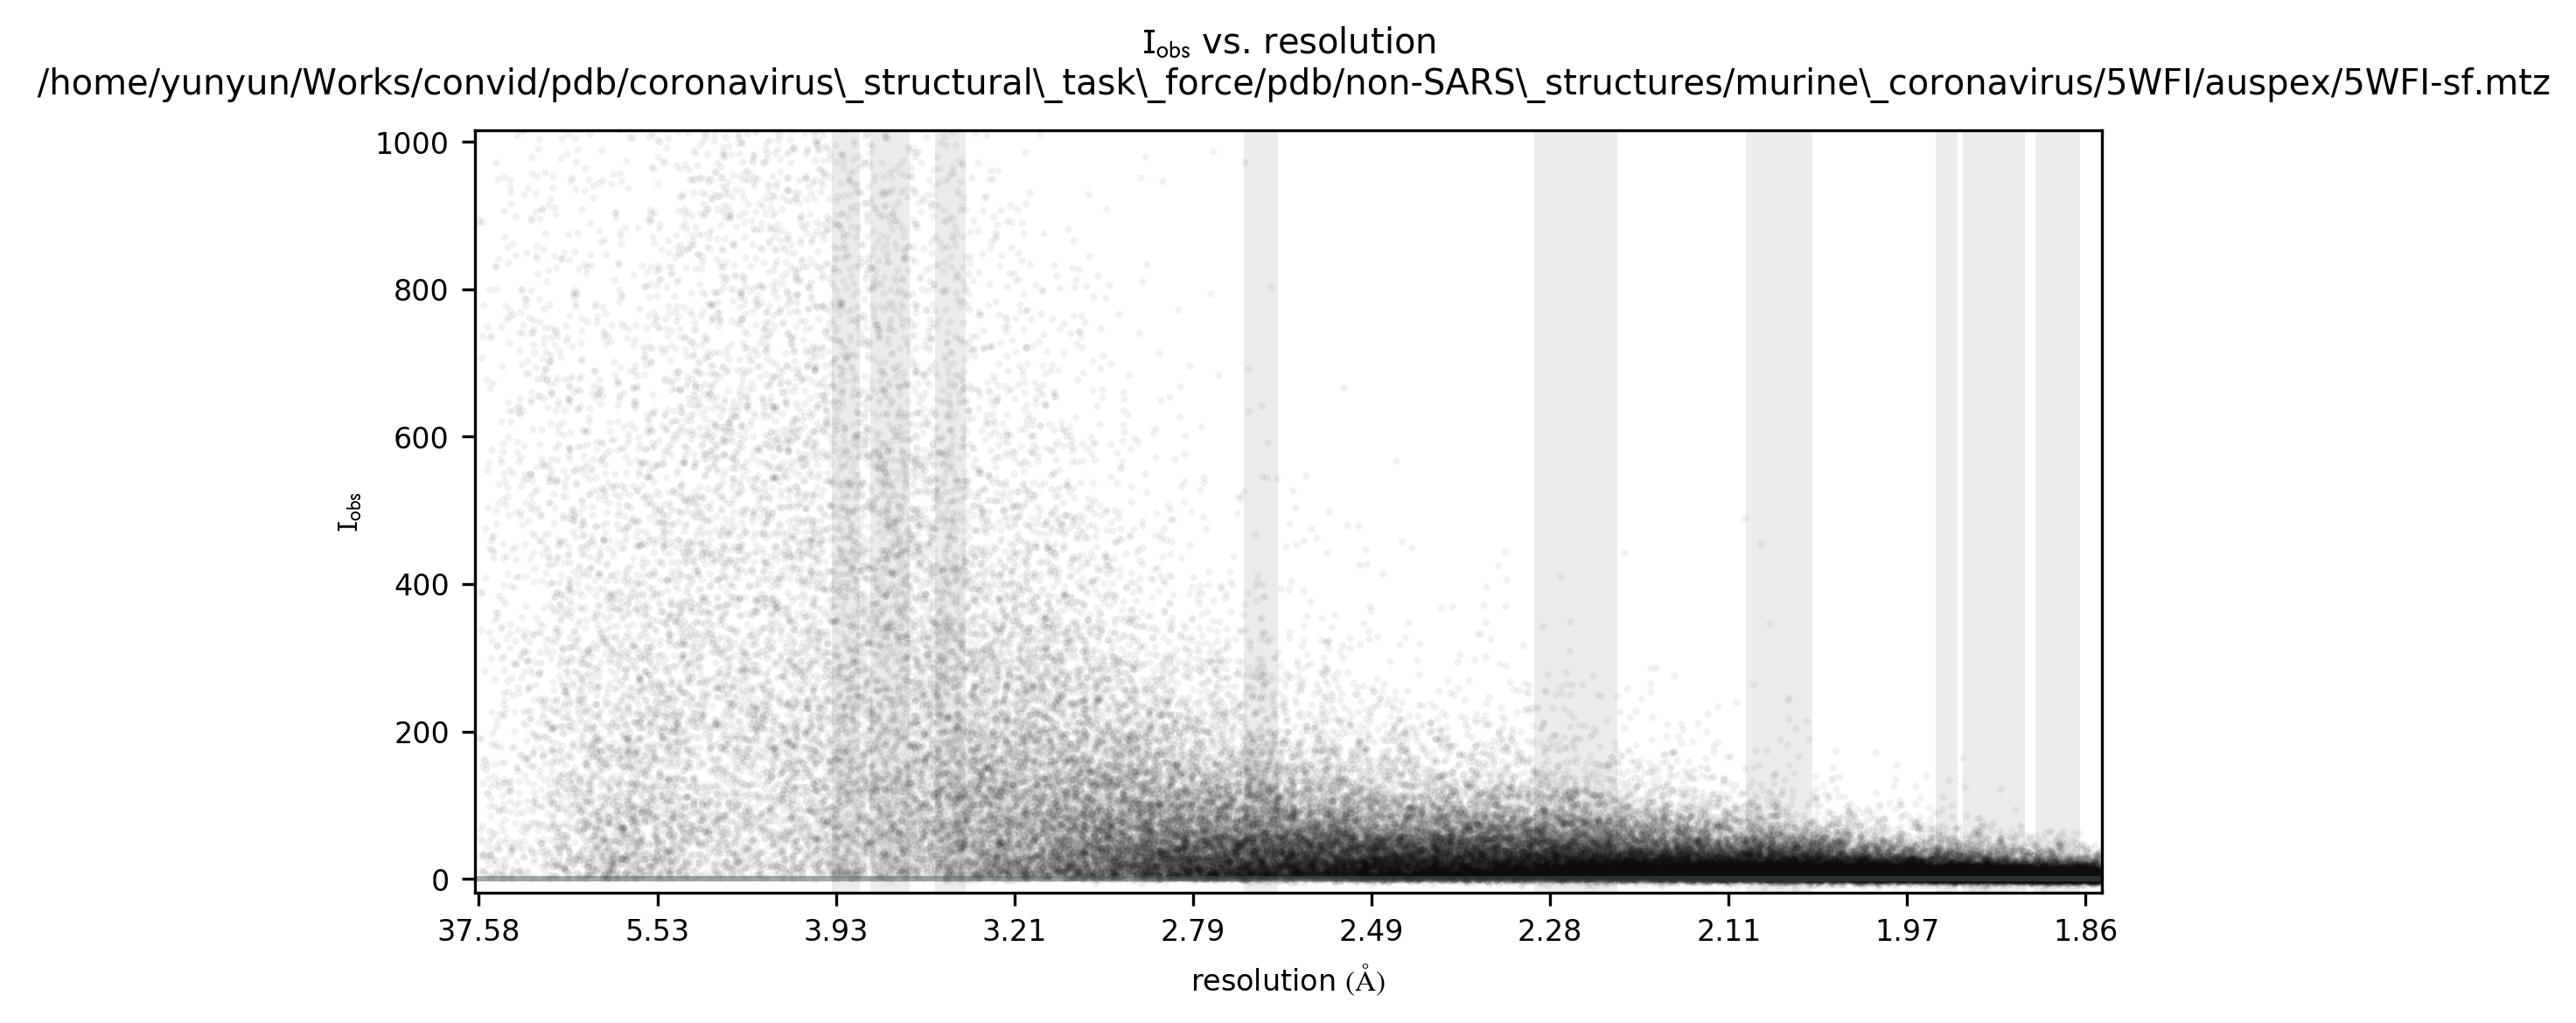 I_obs vs. resolution
/home/yunyun/Works/convid/pdb/coronavirus\_structural\_task\_force/pdb/non-SARS\_structures/murine\_coronavirus/5WFI/auspex/5WFI-sf.mtz
1000
800
600
400
200
0
I_obs
37.58 5.53 3.93 3.21 2.79 2.49 2.28 2.11 1.97 1.86
resolution (Å)